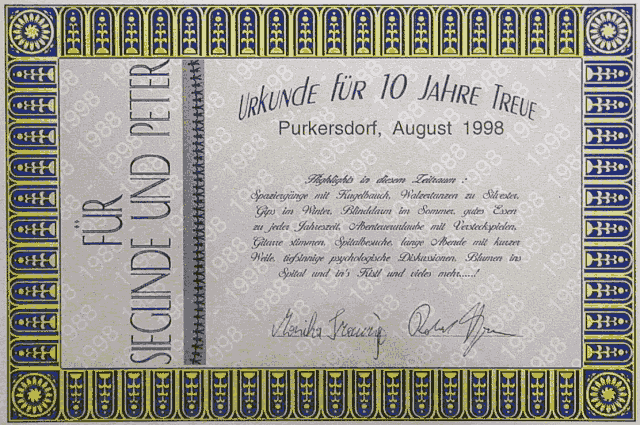 FÜR
SIEGLINDE UND PETER
URKUNDE FÜR 10 JAHRE TREUE
Purkersdorf, August 1998
Highlights in diesem Zeitraum :
Spaziergänge mit Kugelbauch, Walzertanzen zu Silvester,
Gips im Winter, Blinddarm im Sommer, gutes Essen
zu jeder Jahreszeit, Abenteuerurlaube mit Versteckspielen,
Gitarre stimmen, Spitalbesuche, lange Abende mit kurzer
Weile, tiefsinnige psychologische Diskussionen, Blumen ins
Spital und in's Kistl und vieles mehr.....!
Monika
1998